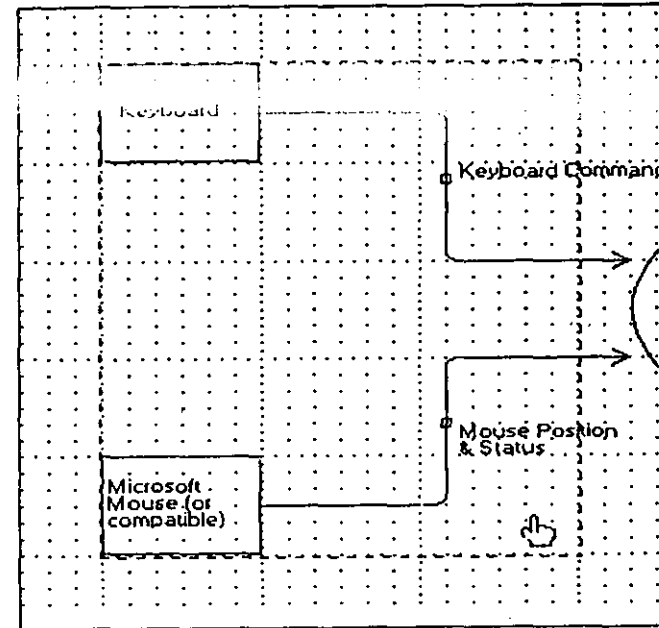 Keyboard
Keyboard Command
Mouse Position
& Status
Microsoft
Mouse (or
compatible)